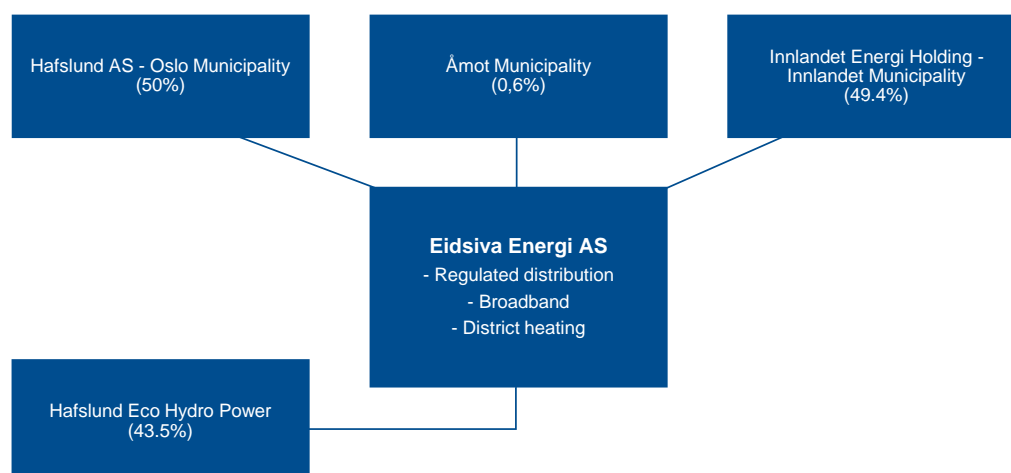 Hafslund AS - Oslo Municipality
(50%)
Åmot Municipality
(0,6%)
Innlandet Energi Holding -
Innlandet Municipality
(49.4%)
Eidsiva Energi AS
- Regulated distribution
- Broadband
- District heating
Hafslund Eco Hydro Power
(43.5%)